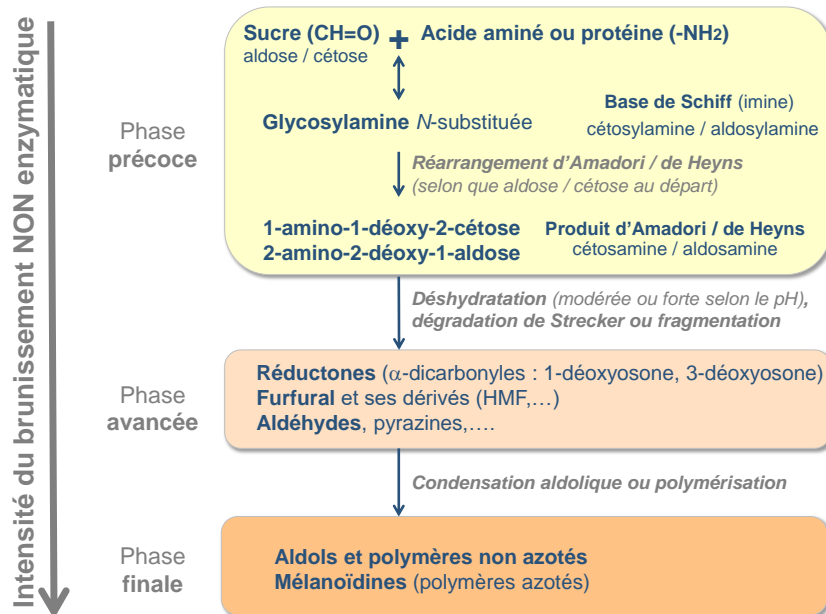 Intensité du brunissement NON enzymatique
Sucre (CH=O) + Acide aminé ou protéine (-NH2)
aldose / cétose
Phase
précoce
Glycosylamine N-substituée
Base de Schiff (imine)
cétosylamine / aldosylamine
Réarrangement d'Amadori / de Heyns
(selon que aldose / cétose au départ)
1-amino-1-déoxy-2-cétose
2-amino-2-déoxy-1-aldose
Produit d'Amadori / de Heyns
cétosamine / aldosamine
Déshydratation (modérée ou forte selon le pH),
dégradation de Strecker ou fragmentation
Phase
avancée
Réductones (α-dicarbonyles : 1-déoxyosone, 3-déoxyosone)
Furfural et ses dérivés (HMF,…)
Aldéhydes, pyrazines,….
Condensation aldolique ou polymérisation
Phase
finale
Aldols et polymères non azotés
Mélanoïdines (polymères azotés)